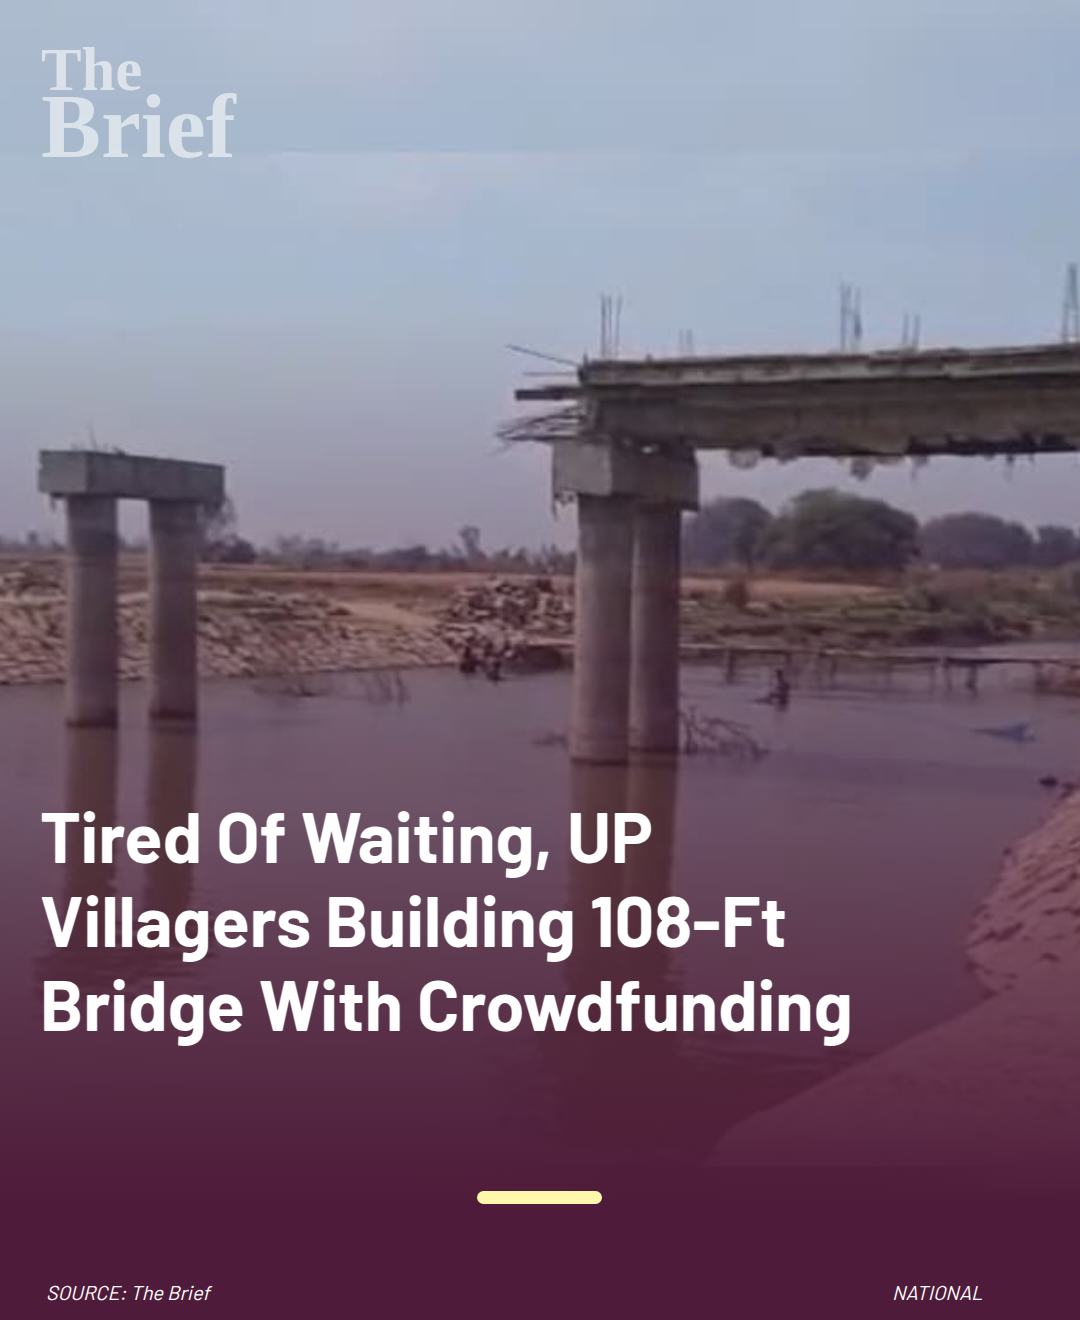 The
Brief
Tired Of Waiting, UP
Villagers Building 108-Ft
Bridge With Crowdfunding
SOURCE: The Brief
NATIONAL